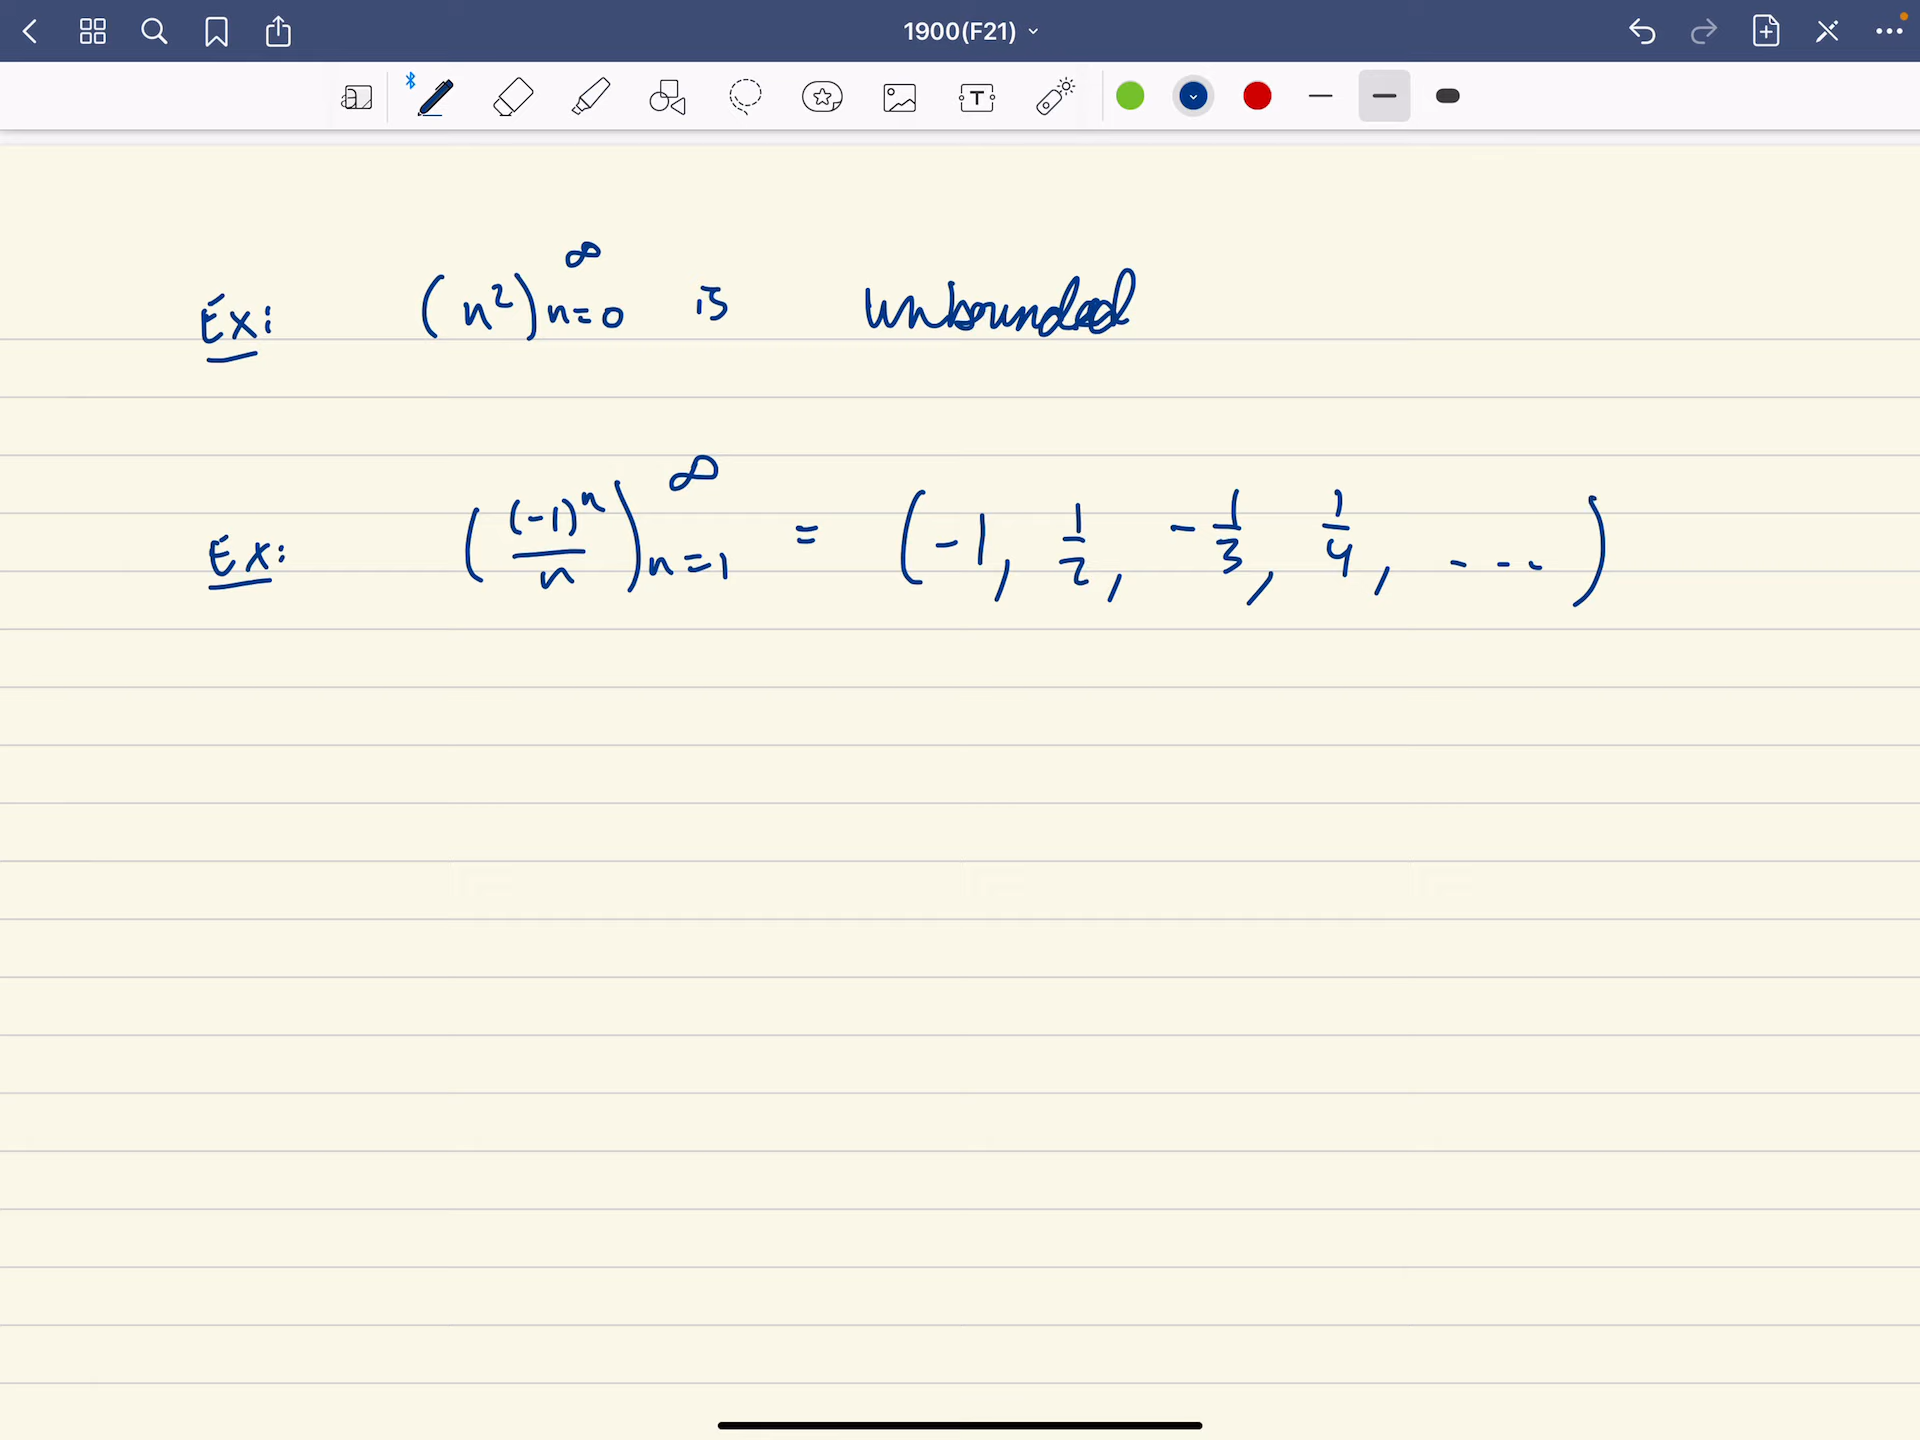 1900(F21)
Ex: (n²)_{n=0}^∞ is unbounded
Ex: ((-1)ⁿ/n)_{n=1}^∞ = (-1, 1/2, -1/3, 1/4, ....)